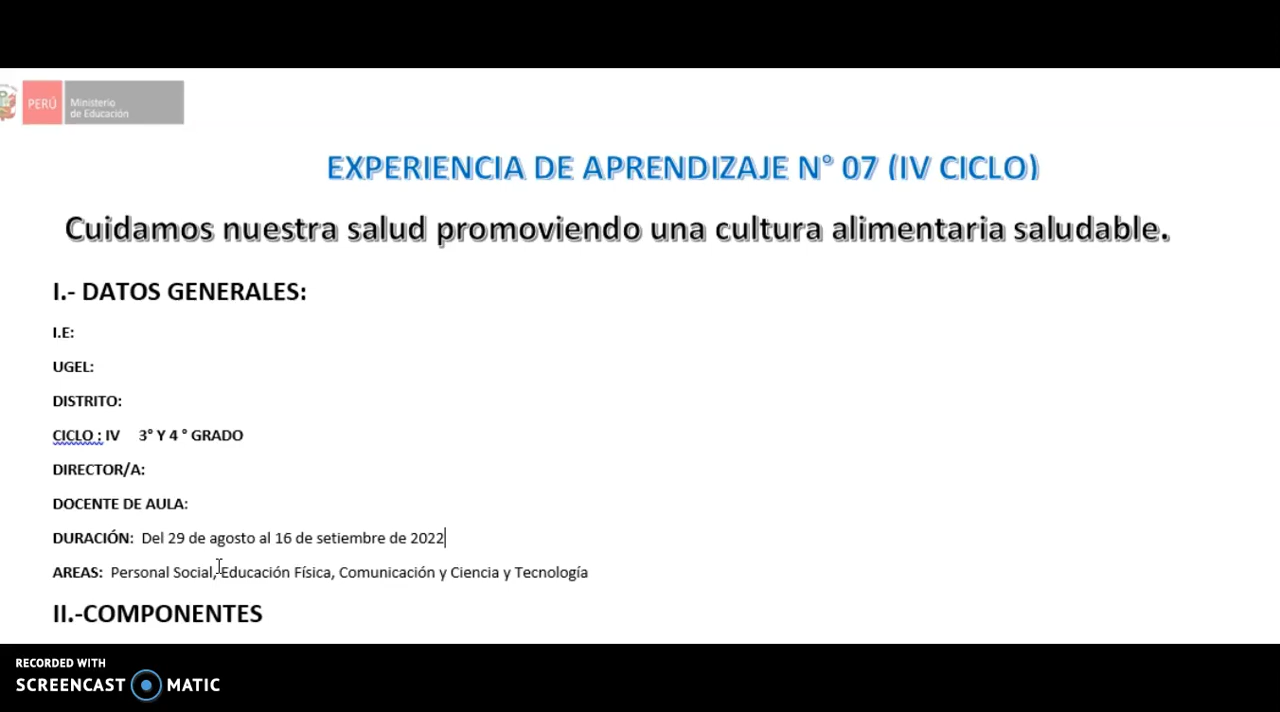 PERÚ
Ministerio
de Educación
EXPERIENCIA DE APRENDIZAJE N° 07 (IV CICLO)
Cuidamos nuestra salud promoviendo una cultura alimentaria saludable.
I.- DATOS GENERALES:
I.E:
UGEL:
DISTRITO:
CICLO : IV 3° Y 4 ° GRADO
DIRECTOR/A:
DOCENTE DE AULA:
DURACIÓN: Del 29 de agosto al 16 de setiembre de 2022
AREAS: Personal Social, Educación Física, Comunicación y Ciencia y Tecnología
II.-COMPONENTES
RECORDED WITH
SCREENCAST MATIC